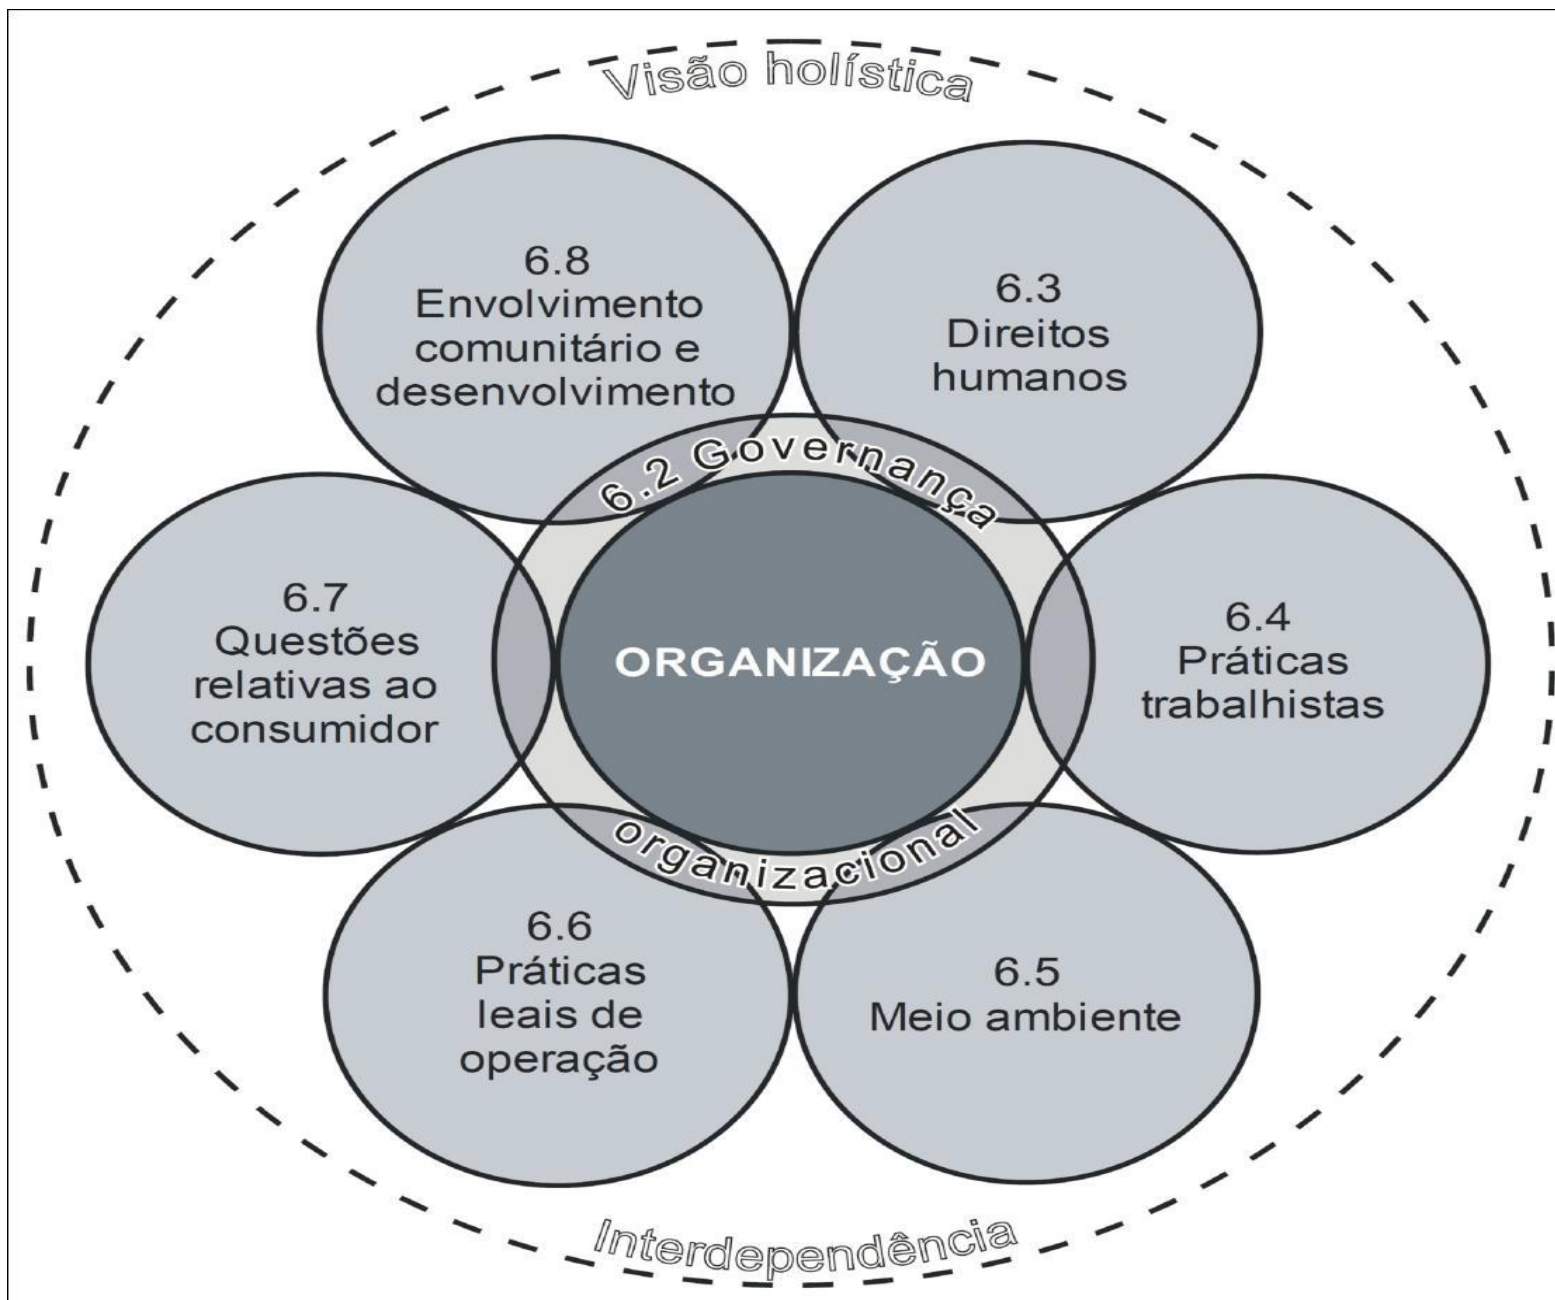 Visão holística
6.8
Envolvimento
comunitário e
desenvolvimento
6.3
Direitos
humanos
6.2 Governança
6.7
Questões
relativas ao
consumidor
ORGANIZAÇÃO
6.4
Práticas
trabalhistas
organizacional
6.6
Práticas
leais de
operação
6.5
Meio ambiente
Interdependência